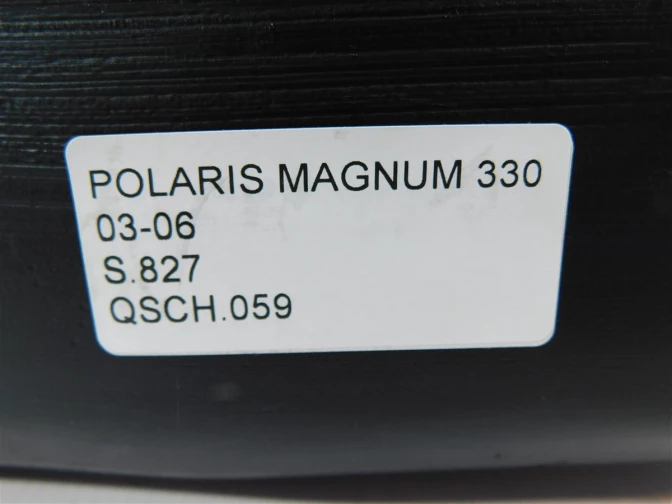 POLARIS MAGNUM 330
03-06
S.827
QSCH.059